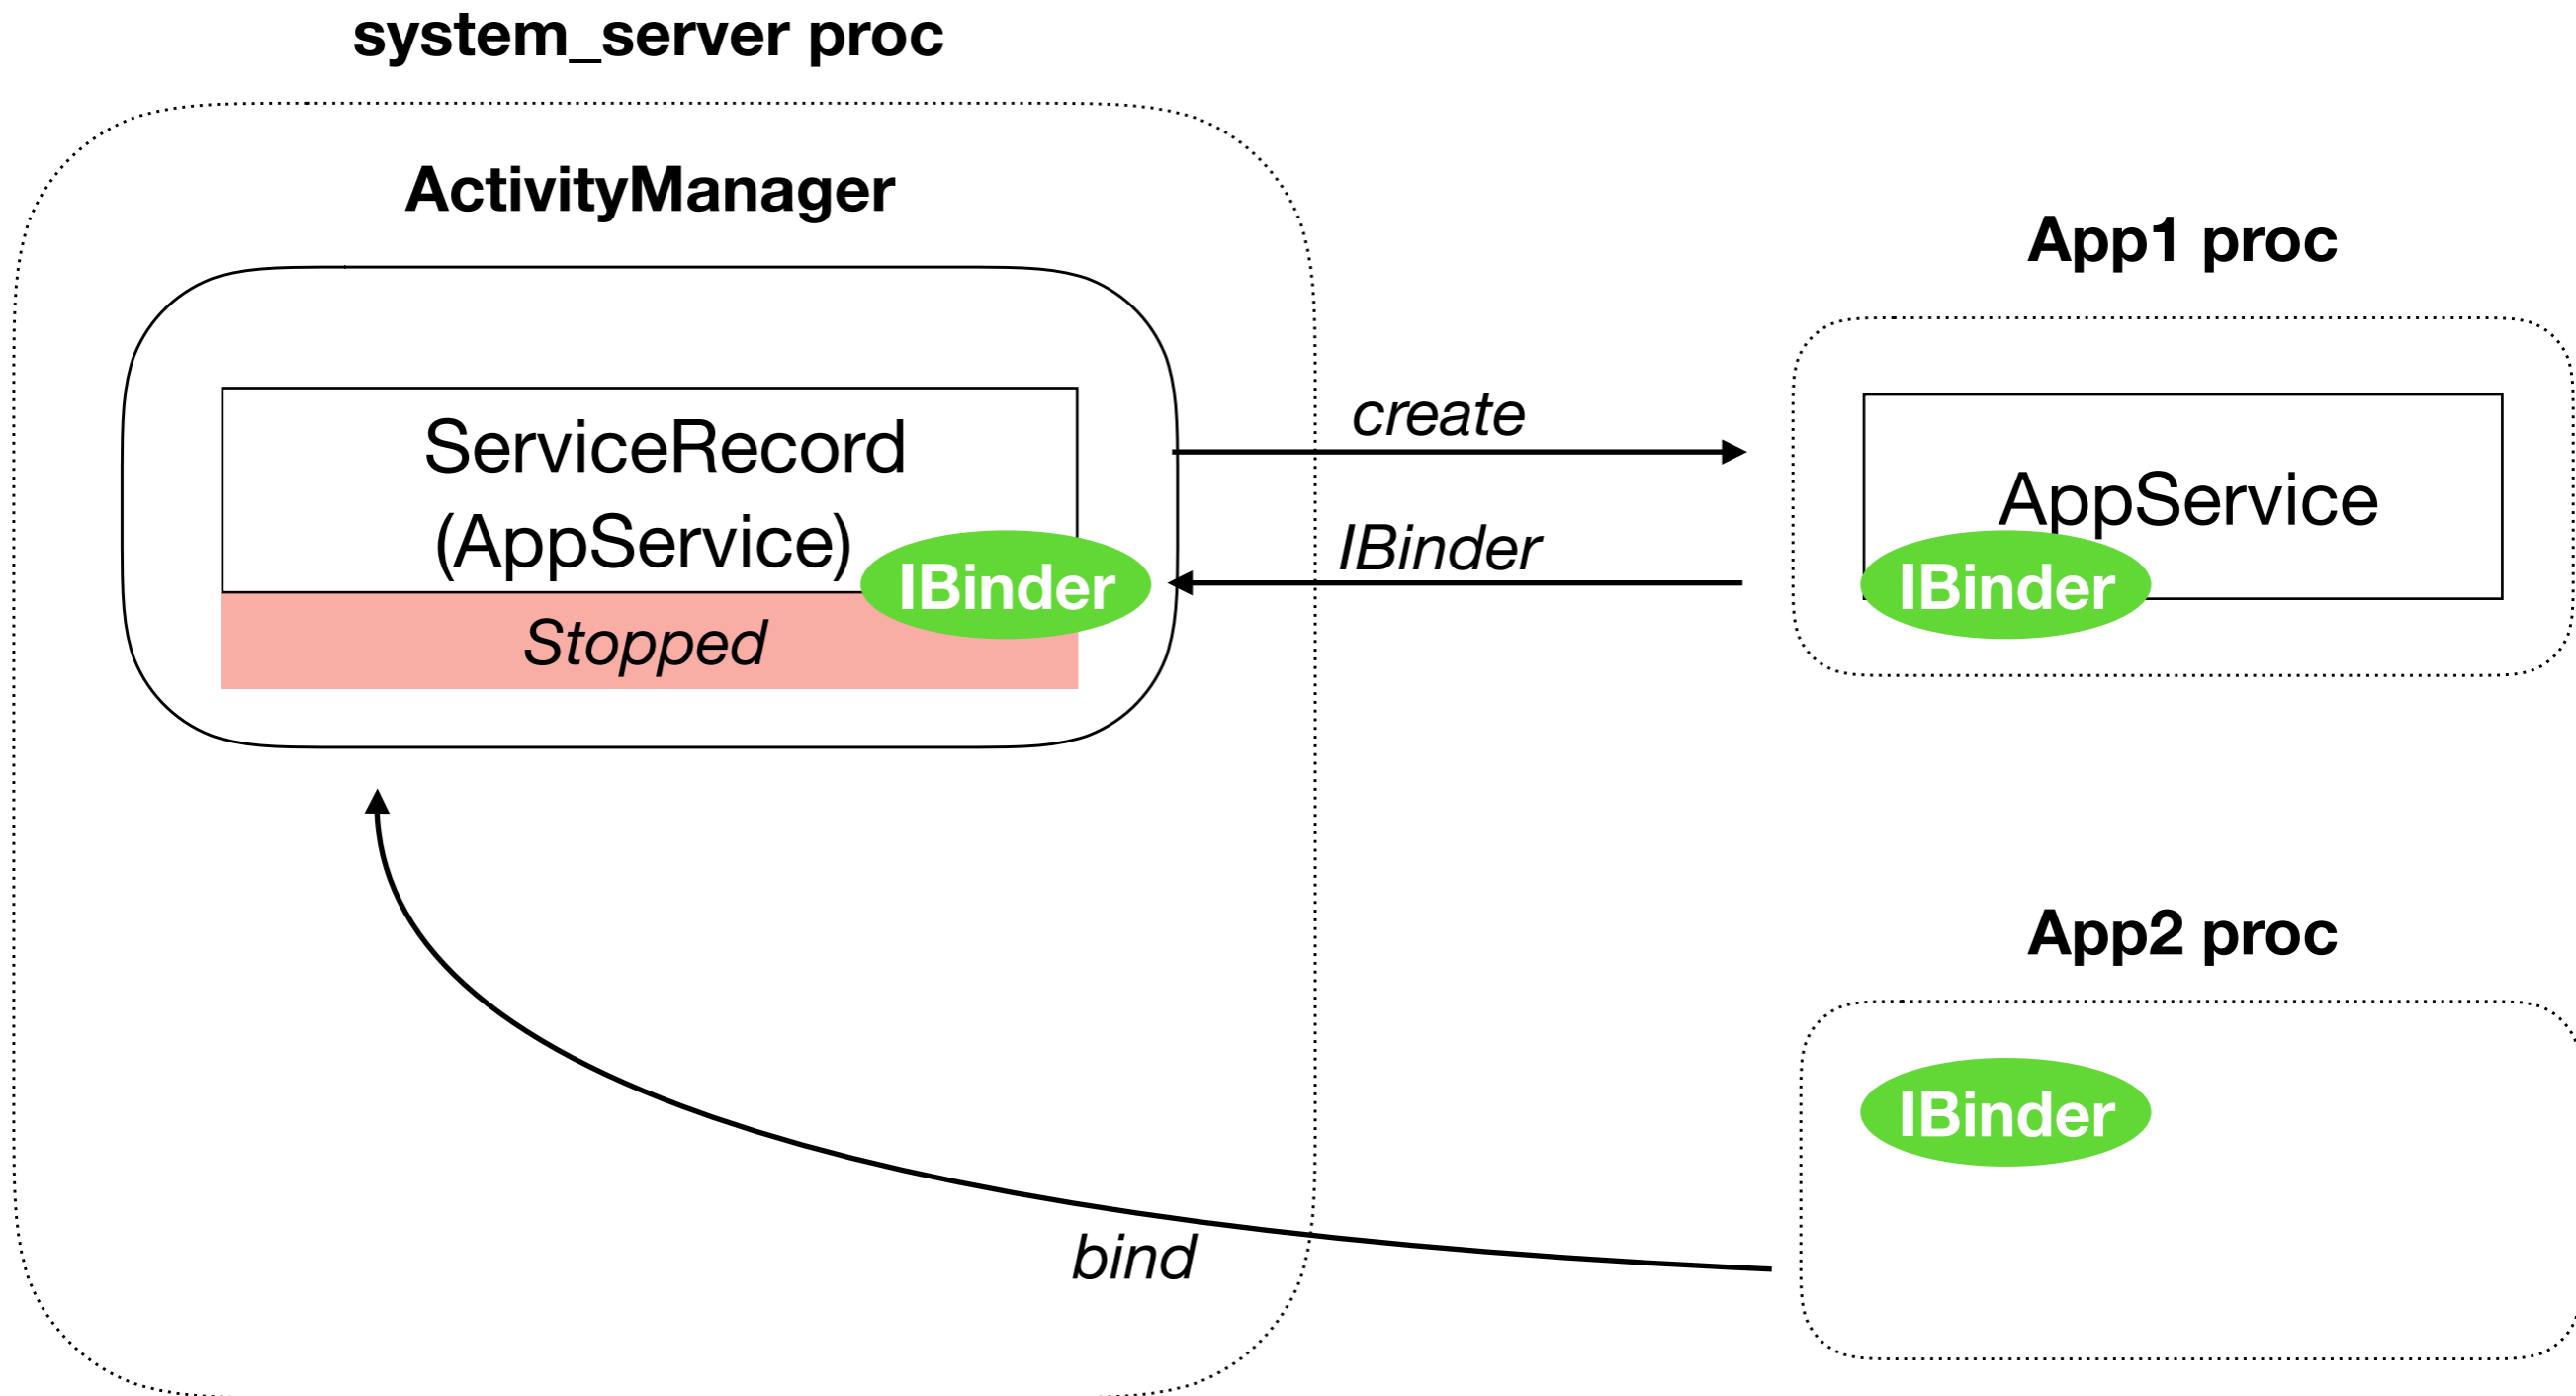 system_server proc
ActivityManager
ServiceRecord
(AppService)
IBinder
Stopped
create
IBinder
App1 proc
AppService
IBinder
App2 proc
IBinder
bind